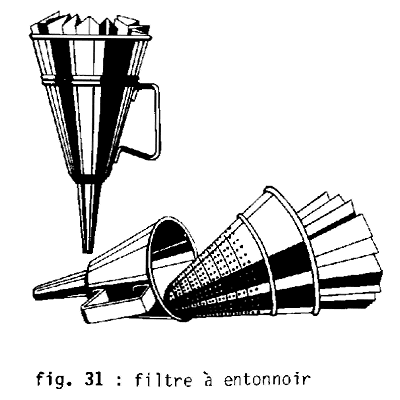 fig. 31 : filtre à entonnoir